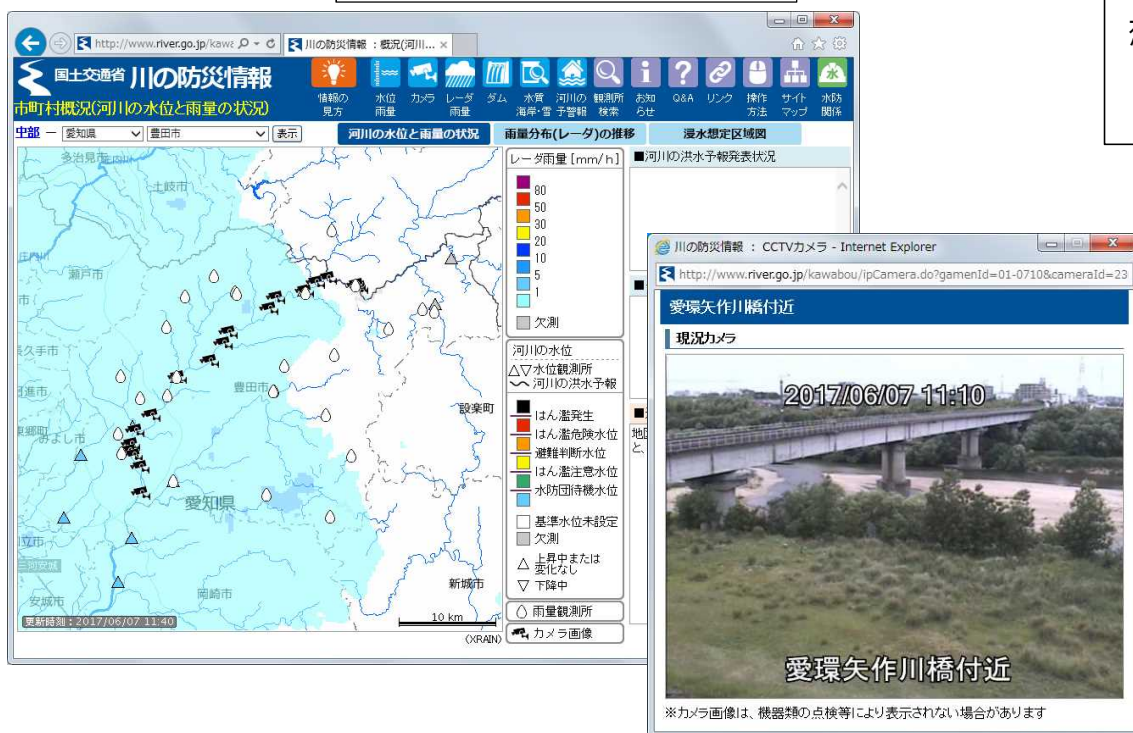 http://www.river.go.jp/kawa
川の防災情報 ：概況(河川...
国土交通省 川の防災情報
市町村概況(河川の水位と雨量の状況)
情報の見方
水位雨量
カメラ
レーダ雨量
ダム
水質海岸・雪
河川の予警報
観測所検索
お知らせ
Q&A
リンク
操作方法
サイトマップ
水防関係
中部 － 愛知県 豊田市 表示
河川の水位と雨量の状況
雨量分布(レーダ)の推移
浸水想定区域図
多治見市
土岐市
瀬戸市
久手市
日進市
東郷町
みよし市
豊田市
設楽町
愛知県
三河安城
安城市
岡崎市
新城市
更新時刻：2017/06/07 11:40
10 km
(XRAIN)
レーダ雨量[mm/h]
80
50
30
20
10
5
1
欠測
河川の水位
△▽水位観測所
河川の洪水予報
はん濫発生
はん濫危険水位
避難判断水位
はん濫注意水位
水防団待機水位
基準水位未設定
欠測
△ 上昇中または
変化なし
▽ 下降中
雨量観測所
カメラ画像
■河川の洪水予報発表状況
川の防災情報 ： CCTVカメラ - Internet Explorer
http://www.river.go.jp/kawabou/ipCamera.do?gamenId=01-0710&cameraId=23
愛環矢作川橋付近
現況カメラ
2017/06/07 11:10
愛環矢作川橋付近
※カメラ画像は、機器類の点検等により表示されない場合があります